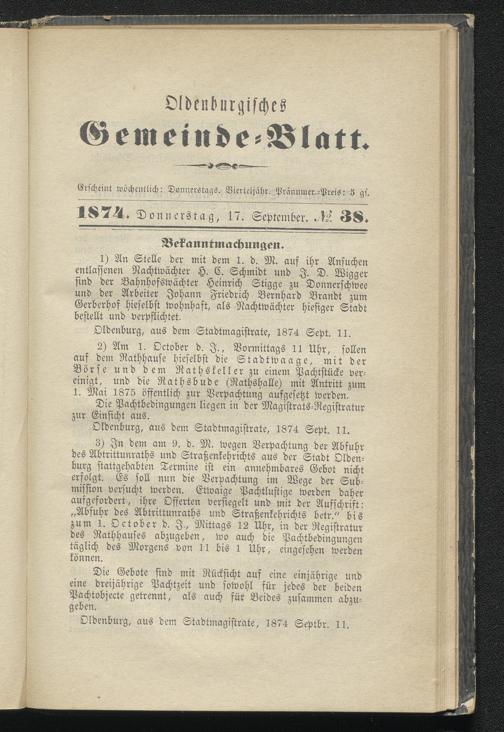 Oldenburgisches
Gemeinde-Blatt.
Erscheint wöchentlich: Donnerstags. Vierteljähr. Pränumer.-Preis: 5 gs.
1874. Donnerstag, 17. September. № 38.
Bekanntmachungen.
1) An Stelle der mit dem 1. d. M. auf ihr Ansuchen
entlassenen Nachtwächter H. C. Schmidt und J. D. Wigger
sind der Bahnhofswächter Heinrich Stigge zu Donnerschwee
und der Arbeiter Johann Friedrich Bernhard Brandt zum
Gerberhof hieselbst wohnhaft, als Nachtwächter hiesiger Stadt
bestellt und verpflichtet.
Oldenburg, aus dem Stadtmagistrate, 1874 Sept. 11.
2) Am 1. October d. J., Vormittags 11 Uhr, sollen
auf dem Rathhause hieselbst die Stadtwaage, mit der
Börse und dem Rathskeller zu einem Pachtstücke ver-
einigt, und die Rathsbude (Rathshalle) mit Antritt zum
1. Mai 1875 öffentlich zur Verpachtung aufgesetzt werden.
Die Pachtbedingungen liegen in der Magistrats-Registratur
zur Einsicht aus.
Oldenburg, aus dem Stadtmagistrate, 1874 Sept. 11.
3) In dem am 9. d. M. wegen Verpachtung der Abfuhr
des Abtrittunraths und Straßenkehrichts aus der Stadt Olden-
burg stattgehabten Termine ist ein annehmbares Gebot nicht
erfolgt. Es soll nun die Verpachtung im Wege der Sub-
mission versucht werden. Etwaige Pachtlustige werden daher
aufgefordert, ihre Offerten versiegelt und mit der Aufschrift:
„Abfuhr des Abtrittunraths und Straßenkehrichts betr." bis
zum 1. October d. J., Mittags 12 Uhr, in der Registratur
des Rathhauses abzugeben, wo auch die Pachtbedingungen
täglich des Morgens von 11 bis 1 Uhr, eingesehen werden
können.
Die Gebote sind mit Rücksicht auf eine einjährige und
eine dreijährige Pachtzeit und sowohl für jedes der beiden
Pachtobjecte getrennt, als auch für Beides zusammen abzu-
geben.
Oldenburg, aus dem Stadtmagistrate, 1874 Septbr. 11.